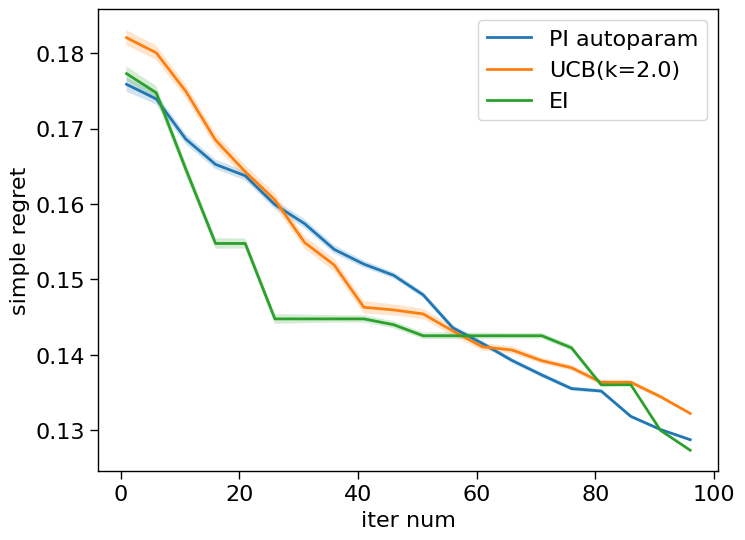 PI autoparam
UCB(k=2.0)
EI
simple regret
0.18
0.17
0.16
0.15
0.14
0.13
0
20
40
60
80
100
iter num